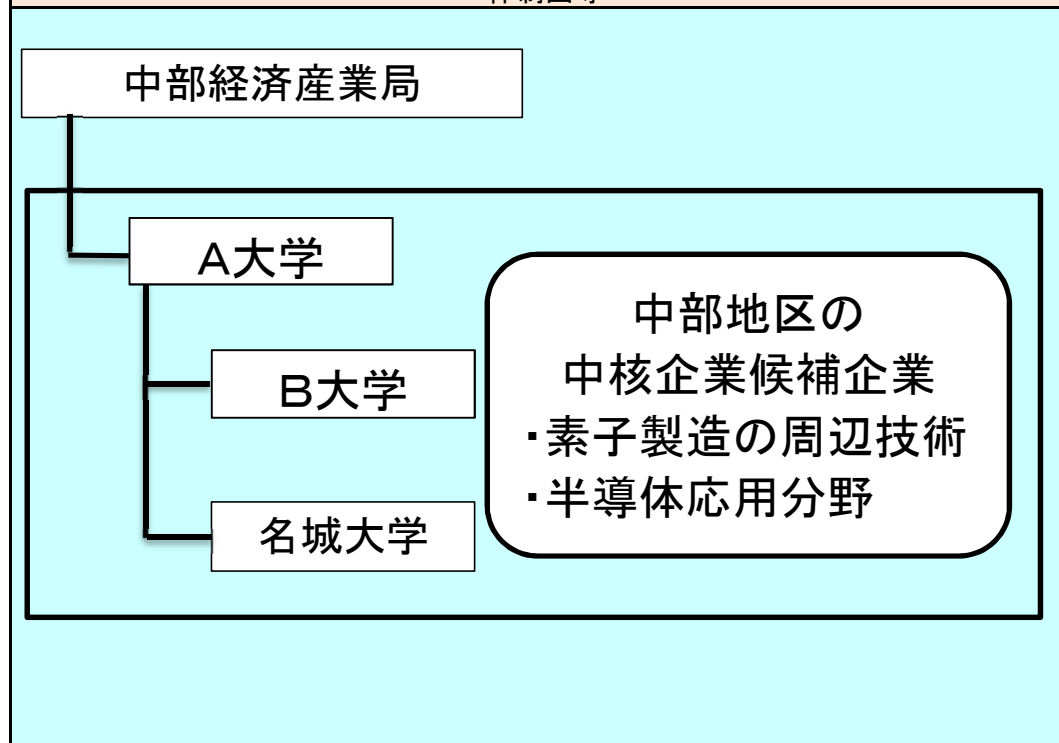 中部経済産業局
A大学
B大学
名城大学
中部地区の
中核企業候補企業
・素子製造の周辺技術
・半導体応用分野